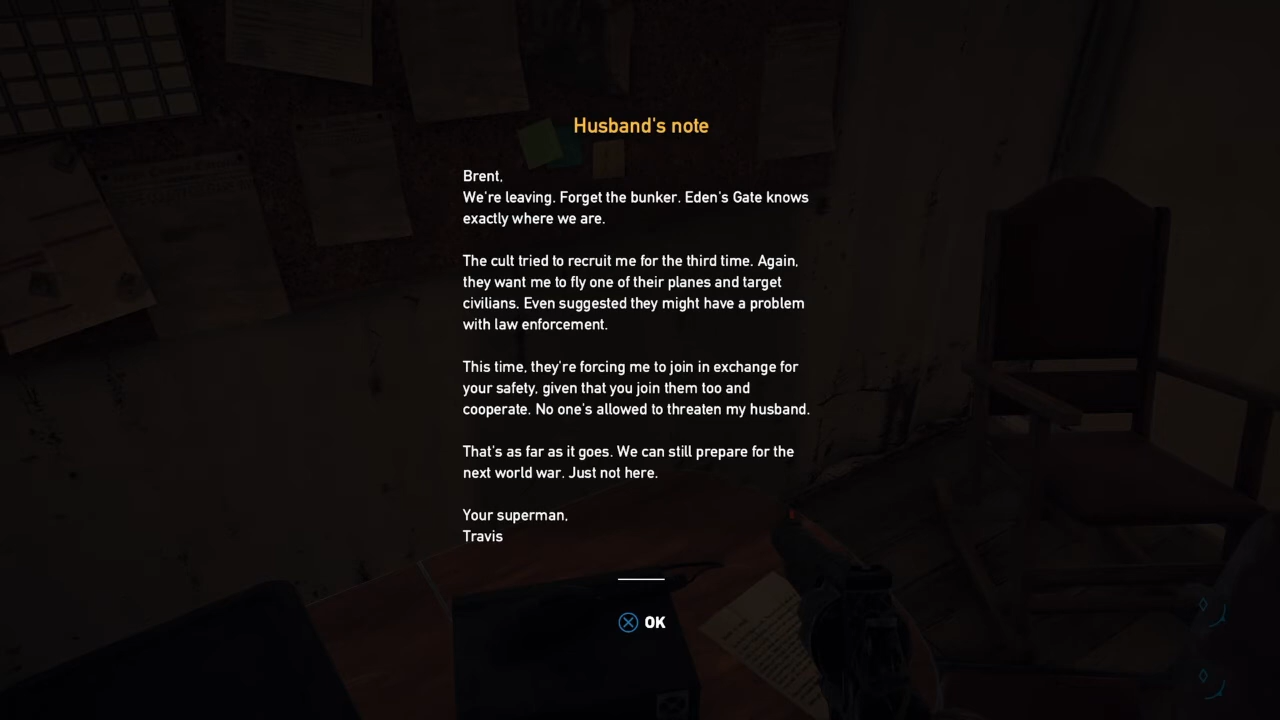 Husband's note
Brent,
We're leaving. Forget the bunker. Eden's Gate knows
exactly where we are.
The cult tried to recruit me for the third time. Again,
they want me to fly one of their planes and target
civilians. Even suggested they might have a problem
with law enforcement.
This time, they're forcing me to join in exchange for
your safety, given that you join them too and
cooperate. No one's allowed to threaten my husband.
That's as far as it goes. We can still prepare for the
next world war. Just not here.
Your superman,
Travis
OK